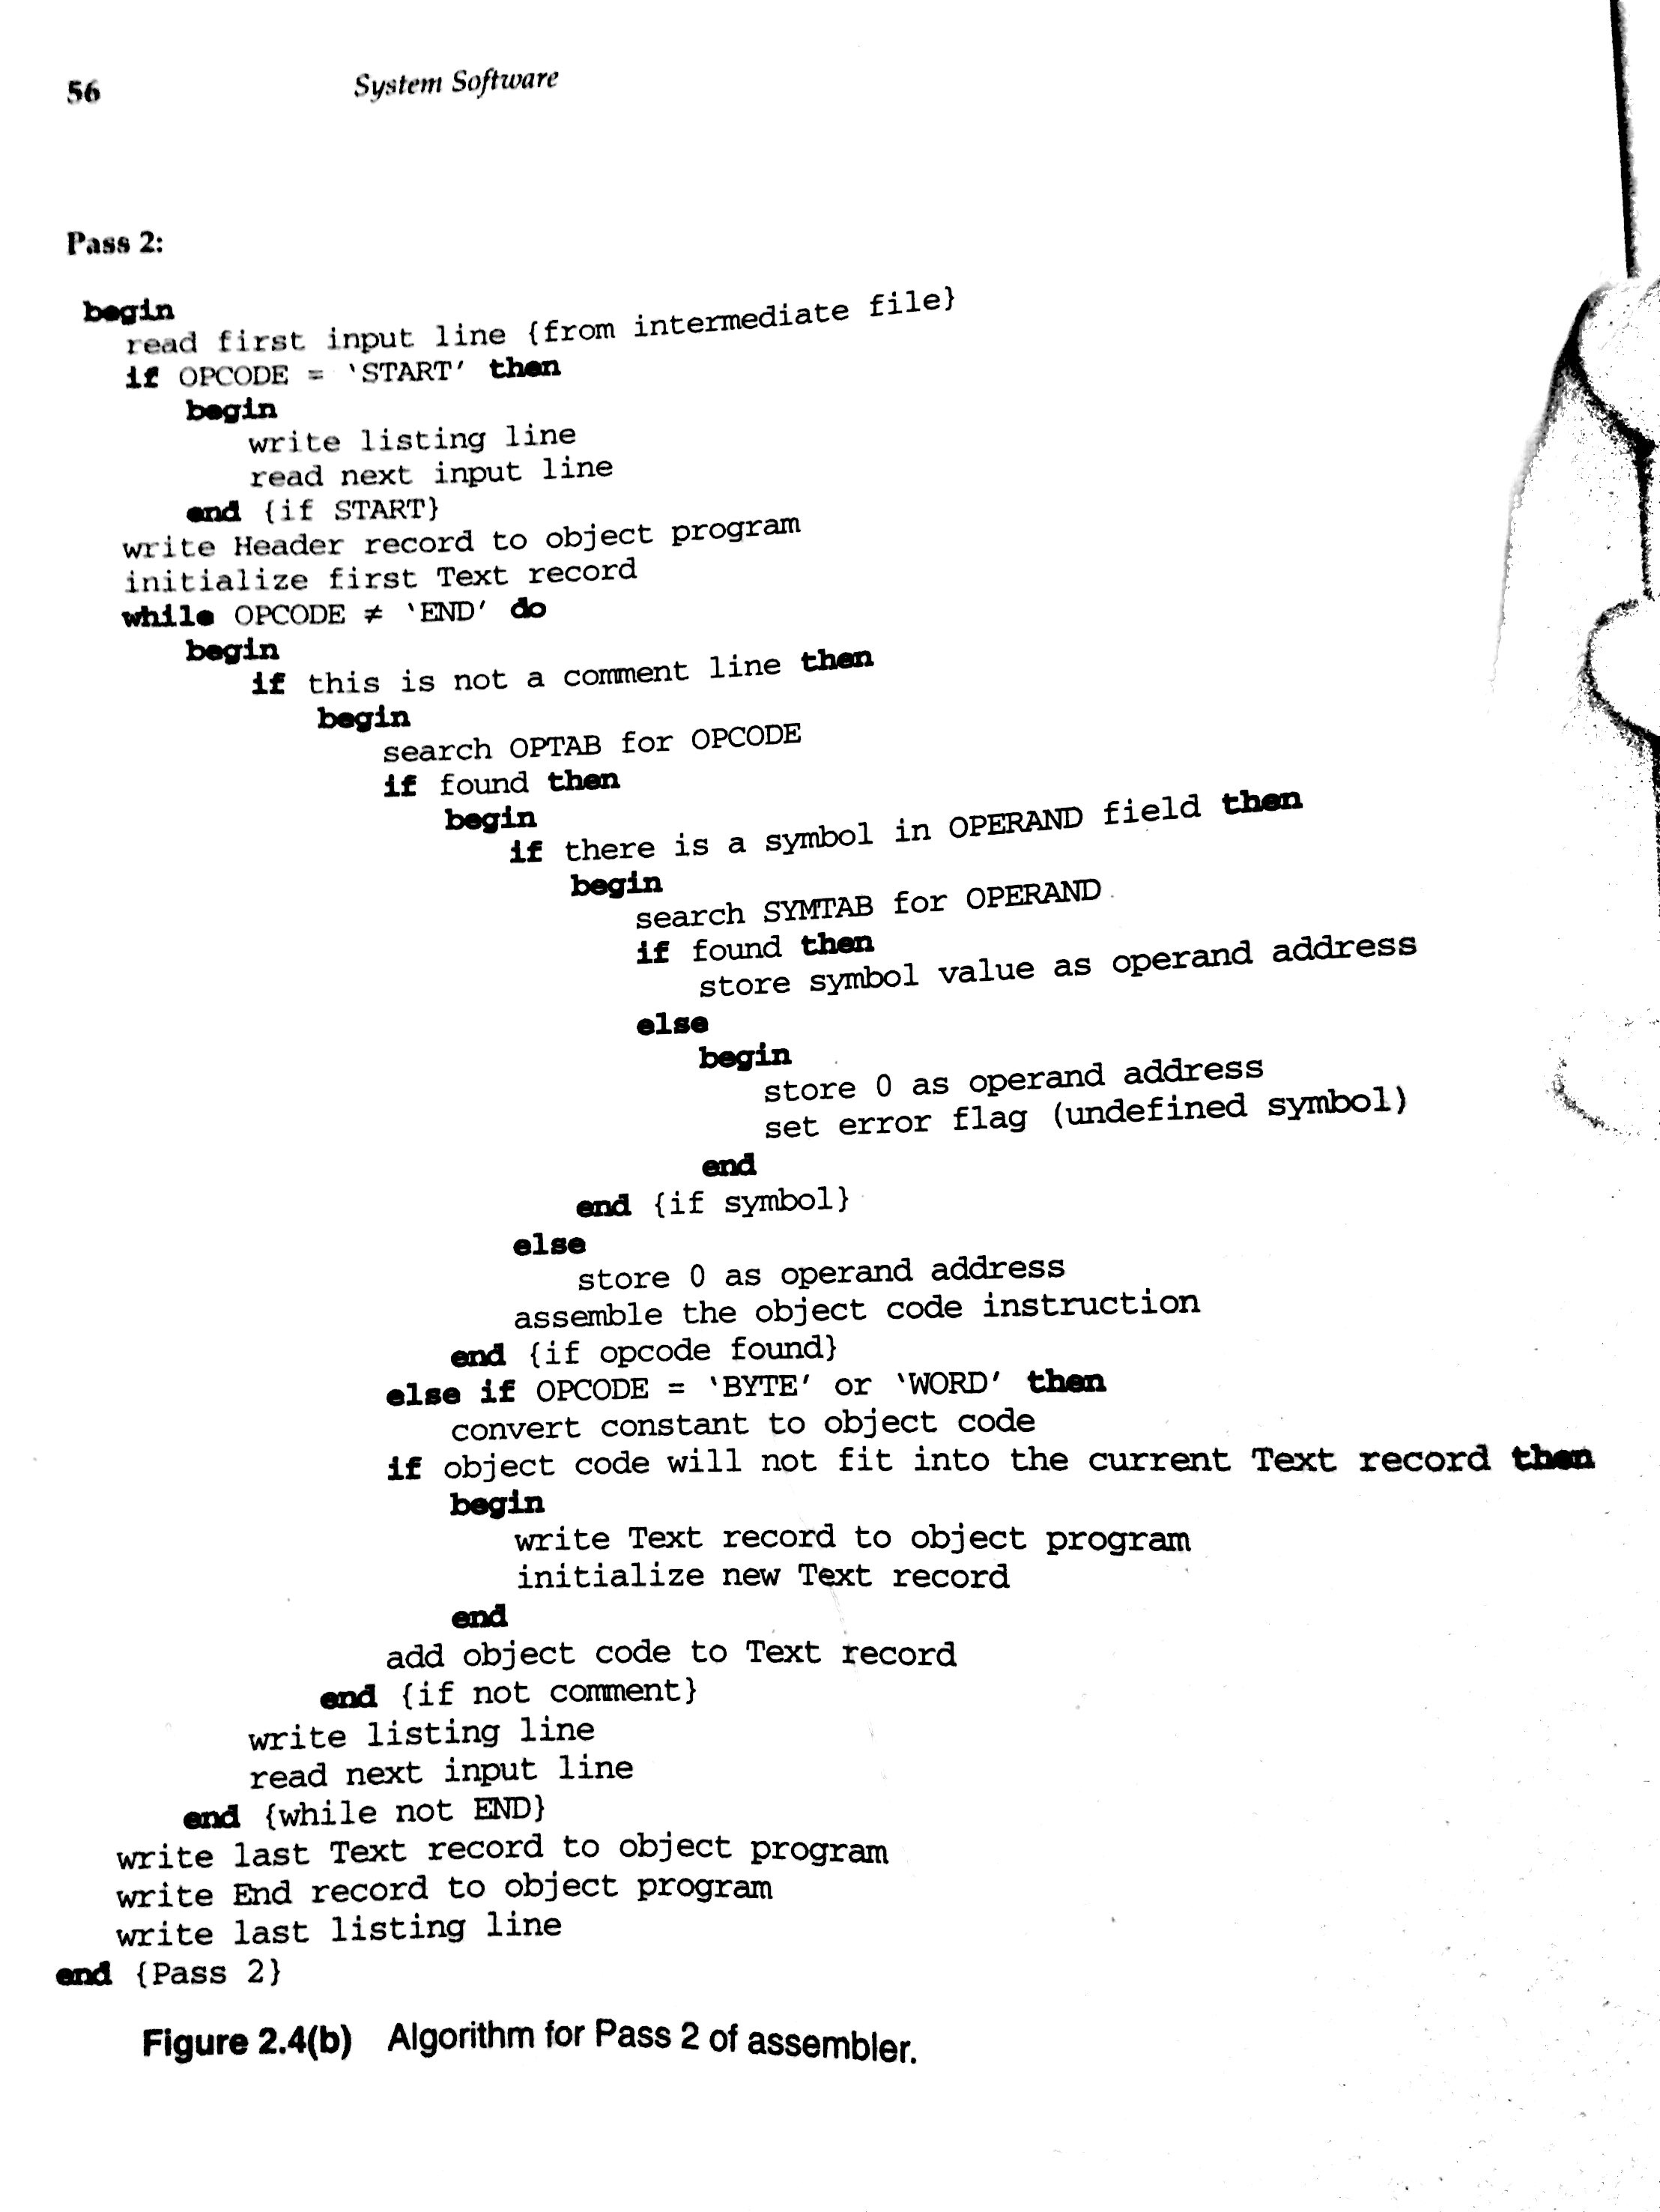 56 System Software
Pass 2:
begin
read first input line {from intermediate file}
if OPCODE = 'START' then
begin
write listing line
read next input line
end {if START}
write Header record to object program
initialize first Text record
while OPCODE ≠ 'END' do
begin
if this is not a comment line then
begin
search OPTAB for OPCODE
if found then
begin
if there is a symbol in OPERAND field then
begin
search SYMTAB for OPERAND
if found then
store symbol value as operand address
else
begin
store 0 as operand address
set error flag (undefined symbol)
end
end {if symbol}
else
store 0 as operand address
assemble the object code instruction
end {if opcode found}
else if OPCODE = 'BYTE' or 'WORD' then
convert constant to object code
if object code will not fit into the current Text record then
begin
write Text record to object program
initialize new Text record
end
add object code to Text record
end {if not comment}
write listing line
read next input line
end {while not END}
write last Text record to object program
write End record to object program
write last listing line
end {Pass 2}
Figure 2.4(b) Algorithm for Pass 2 of assembler.